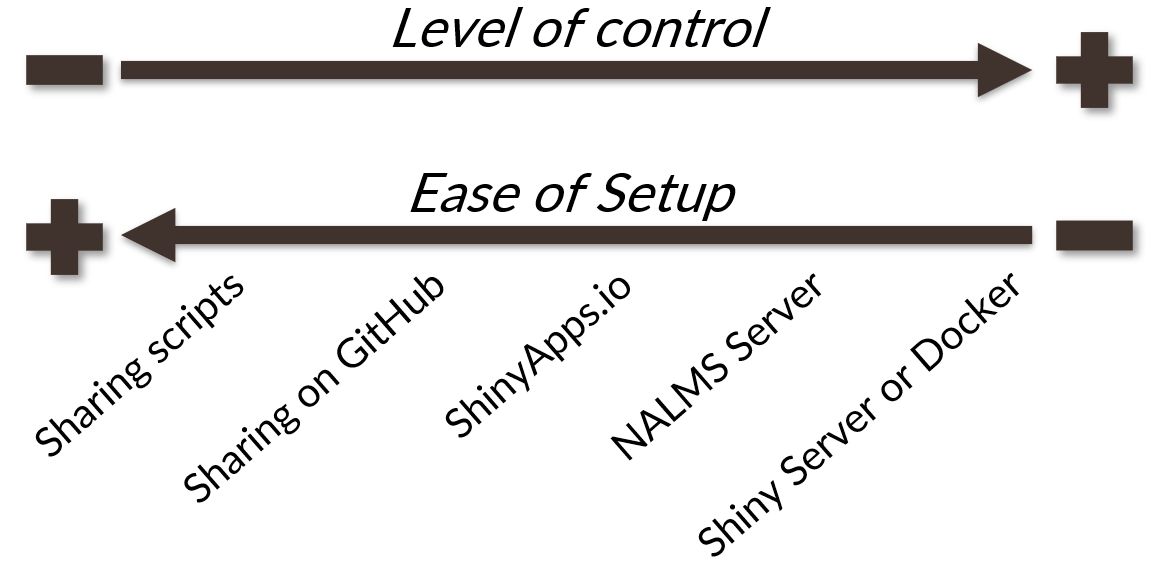 Level of control
Ease of Setup
Sharing scripts
Sharing on GitHub
ShinyApps.io
NALMS Server
Shiny Server or Docker